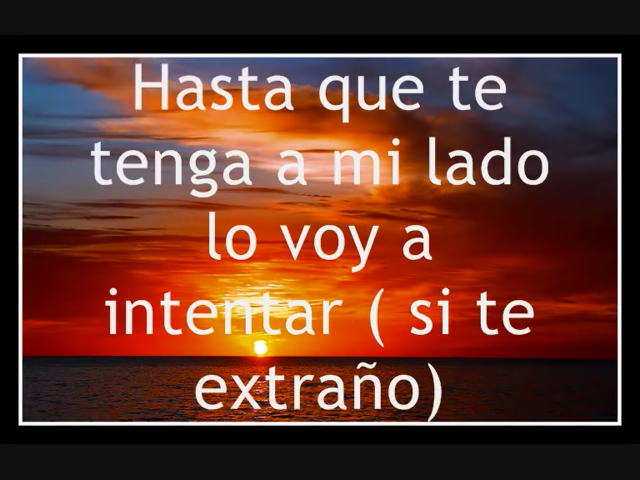 Hasta que te
tenga a mi lado
lo voy a
intentar ( si te
extraño)